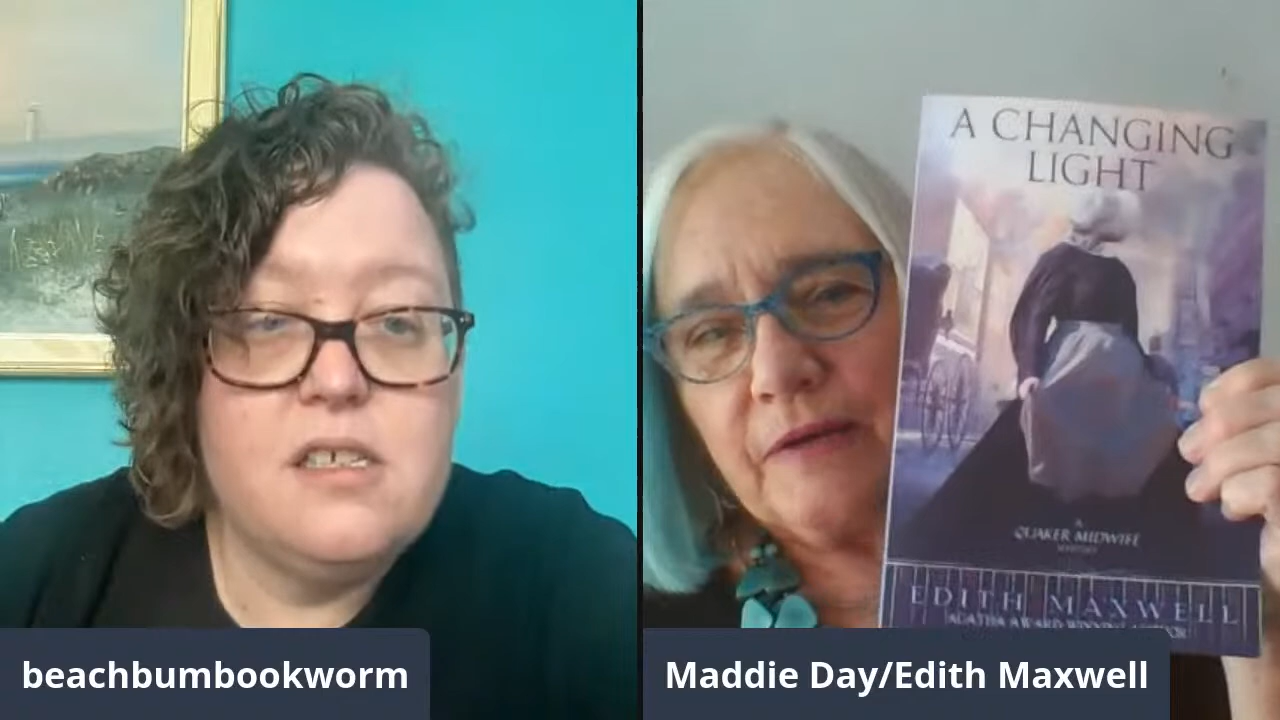 A CHANGING
LIGHT
A
QUAKER MIDWIFE
MYSTERY
EDITH MAXWELL
AGATHA AWARD-WINNING AUTHOR
beachbumbookworm
Maddie Day/Edith Maxwell